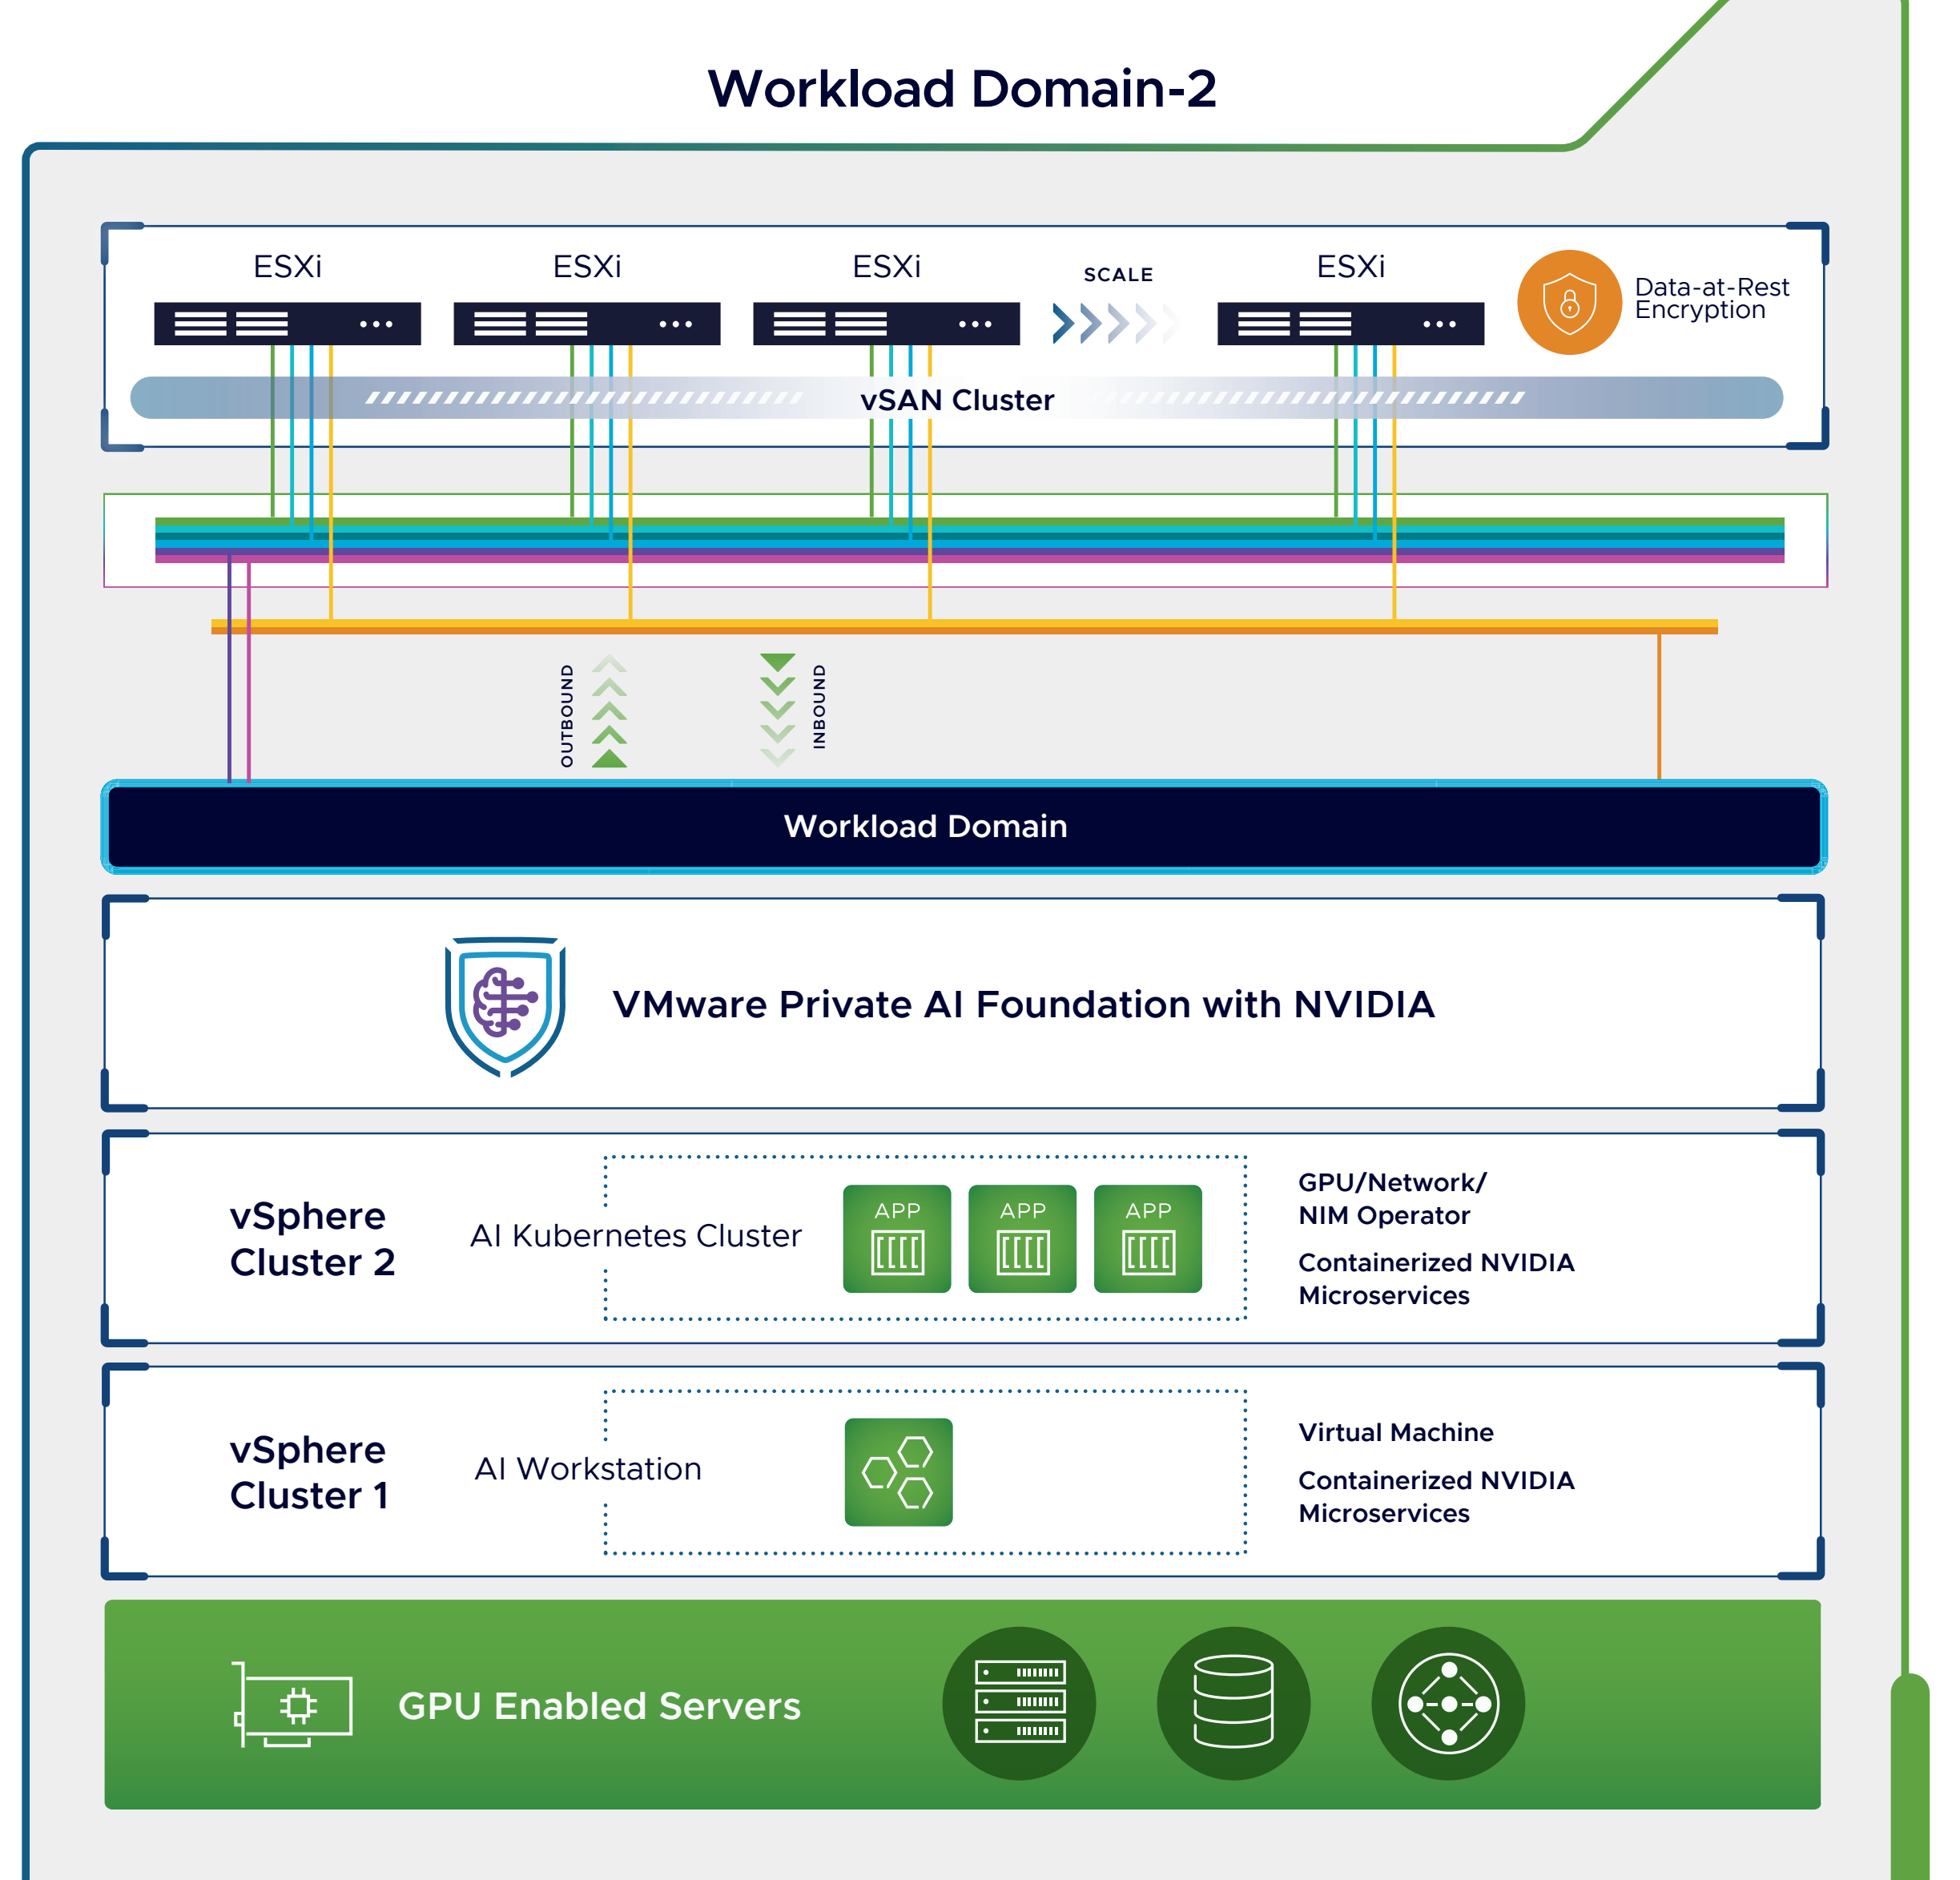 Workload Domain-2
ESXi
ESXi
ESXi
SCALE
ESXi
Data-at-Rest
Encryption
vSAN Cluster
OUTBOUND
INBOUND
Workload Domain
VMware Private AI Foundation with NVIDIA
vSphere
Cluster 2
AI Kubernetes Cluster
APP
APP
APP
GPU/Network/
NIM Operator
Containerized NVIDIA
Microservices
vSphere
Cluster 1
AI Workstation
Virtual Machine
Containerized NVIDIA
Microservices
GPU Enabled Servers